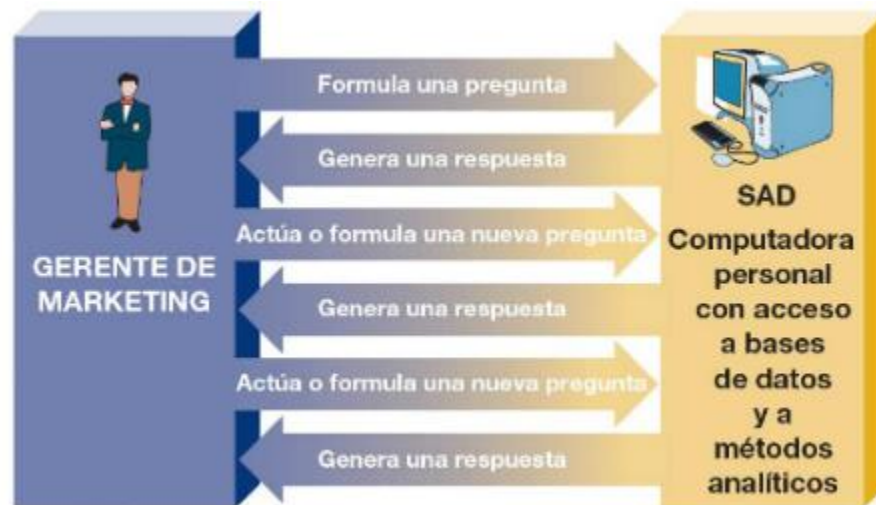 Formula una pregunta
Genera una respuesta
Actúa o formula una nueva pregunta
Genera una respuesta
Actúa o formula una nueva pregunta
Genera una respuesta
GERENTE DE
MARKETING
SAD
Computadora
personal
con acceso
a bases
de datos
y a
métodos
analíticos